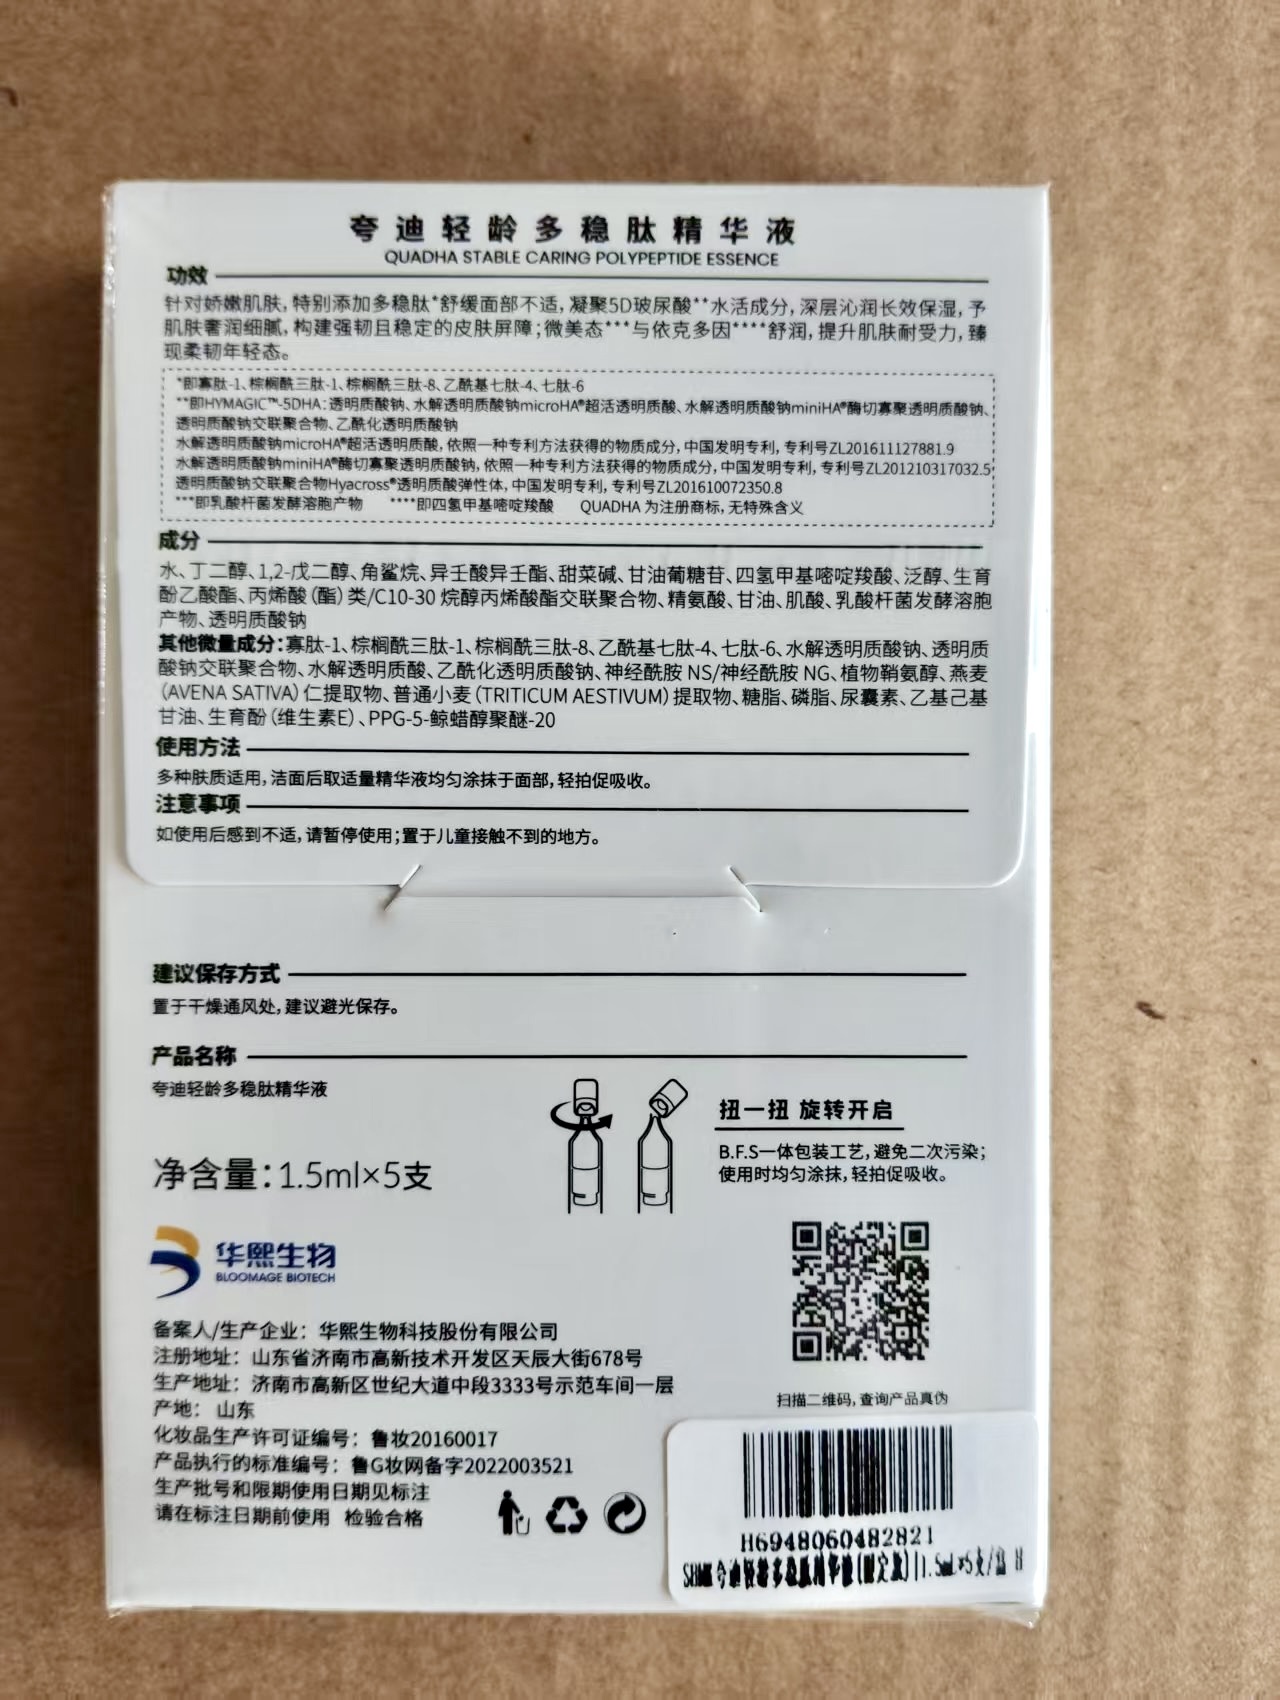 夸迪轻龄多稳肽精华液
QUADHA STABLE CARING POLYPEPTIDE ESSENCE
功效
针对娇嫩肌肤,特别添加多稳肽*舒缓面部不适,凝聚5D玻尿酸**水活成分,深层沁润长效保湿,予
肌肤奢润细腻,构建强韧且稳定的皮肤屏障;微美态***与依克多因****舒润,提升肌肤耐受力,臻
现柔韧年轻态。
*即寡肽-1、棕榈酰三肽-1、棕榈酰三肽-8、乙酰基七肽-4、七肽-6
**即HYMAGIC™-5DHA:透明质酸钠、水解透明质酸钠microHA®超活透明质酸、水解透明质酸钠miniHA®酶切寡聚透明质酸钠、
透明质酸钠交联聚合物、乙酰化透明质酸钠
水解透明质酸钠microHA®超活透明质酸,依照一种专利方法获得的物质成分,中国发明专利,专利号ZL201611127881.9
水解透明质酸钠miniHA®酶切寡聚透明质酸钠,依照一种专利方法获得的物质成分,中国发明专利,专利号ZL201210317032.5;
透明质酸钠交联聚合物Hyacross®透明质酸弹性体,中国发明专利,专利号ZL201610072350.8
***即乳酸杆菌发酵溶胞产物 ****即四氢甲基嘧啶羧酸 QUADHA 为注册商标,无特殊含义
成分
水、丁二醇、1,2-戊二醇、角鲨烷、异壬酸异壬酯、甜菜碱、甘油葡糖苷、四氢甲基嘧啶羧酸、泛醇、生育
酚乙酸酯、丙烯酸(酯)类/C10-30 烷醇丙烯酸酯交联聚合物、精氨酸、甘油、肌酸、乳酸杆菌发酵溶胞
产物、透明质酸钠
其他微量成分:寡肽-1、棕榈酰三肽-1、棕榈酰三肽-8、乙酰基七肽-4、七肽-6、水解透明质酸钠、透明质
酸钠交联聚合物、水解透明质酸、乙酰化透明质酸钠、神经酰胺 NS/神经酰胺 NG、植物鞘氨醇、燕麦
(AVENA SATIVA)仁提取物、普通小麦(TRITICUM AESTIVUM)提取物、糖脂、磷脂、尿囊素、乙基己基
甘油、生育酚(维生素E)、PPG-5-鲸蜡醇聚醚-20
使用方法
多种肤质适用,洁面后取适量精华液均匀涂抹于面部,轻拍促吸收。
注意事项
如使用后感到不适,请暂停使用;置于儿童接触不到的地方。
建议保存方式
置于干燥通风处,建议避光保存。
产品名称
夸迪轻龄多稳肽精华液
扭一扭 旋转开启
B.F.S一体包装工艺,避免二次污染;
使用时均匀涂抹,轻拍促吸收。
净含量:1.5ml×5支
华熙生物
BLOOMAGE BIOTECH
备案人/生产企业:华熙生物科技股份有限公司
注册地址:山东省济南市高新技术开发区天辰大街678号
生产地址:济南市高新区世纪大道中段3333号示范车间一层
产地:山东
化妆品生产许可证编号:鲁妆20160017
产品执行的标准编号:鲁G妆网备字2022003521
生产批号和限期使用日期见标注
请在标注日期前使用 检验合格
扫描二维码,查询产品真伪
H6948060482821